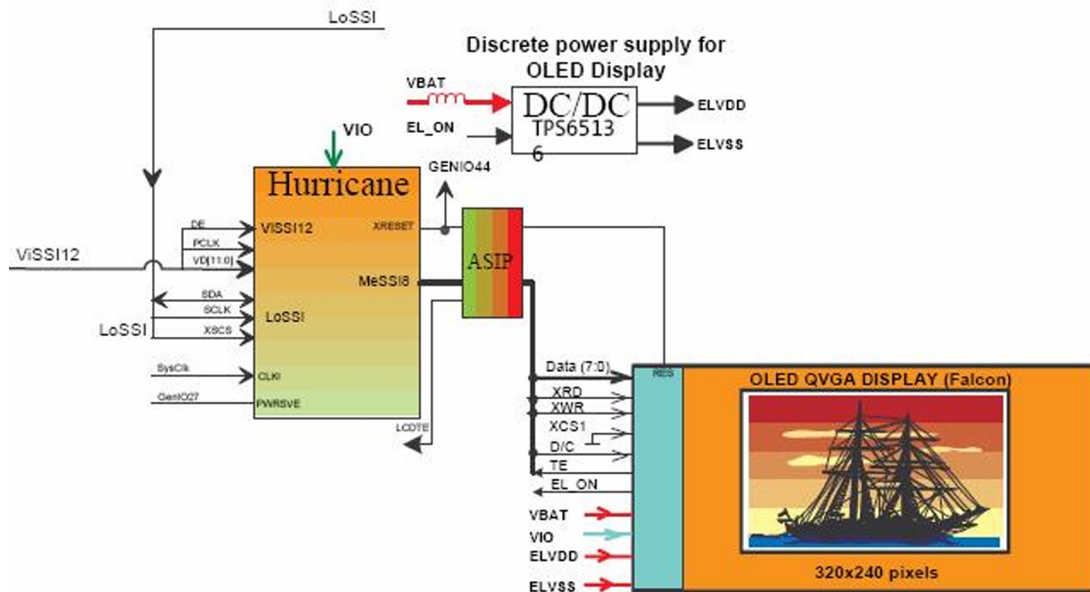 LoSSI
Discrete power supply for
OLED Display
VBAT
DC/DC
TPS6513
6
ELVDD
EL_ON
ELVSS
VIO
GENIO44
Hurricane
DE
ViSSI12
XRESET
PCLK
ViSSI12
VD[11:0]
ASIP
MeSSI8
SDA
SCLK
LoSSI
LoSSI
XSCS
SysClk
CLKI
GenIO27
PWRSVE
LCDTE
Data (7:0)
RES
OLED QVGA DISPLAY (Falcon)
XRD
XWR
XCS1
D/C
TE
EL_ON
VBAT
VIO
ELVDD
320x240 pixels
ELVSS